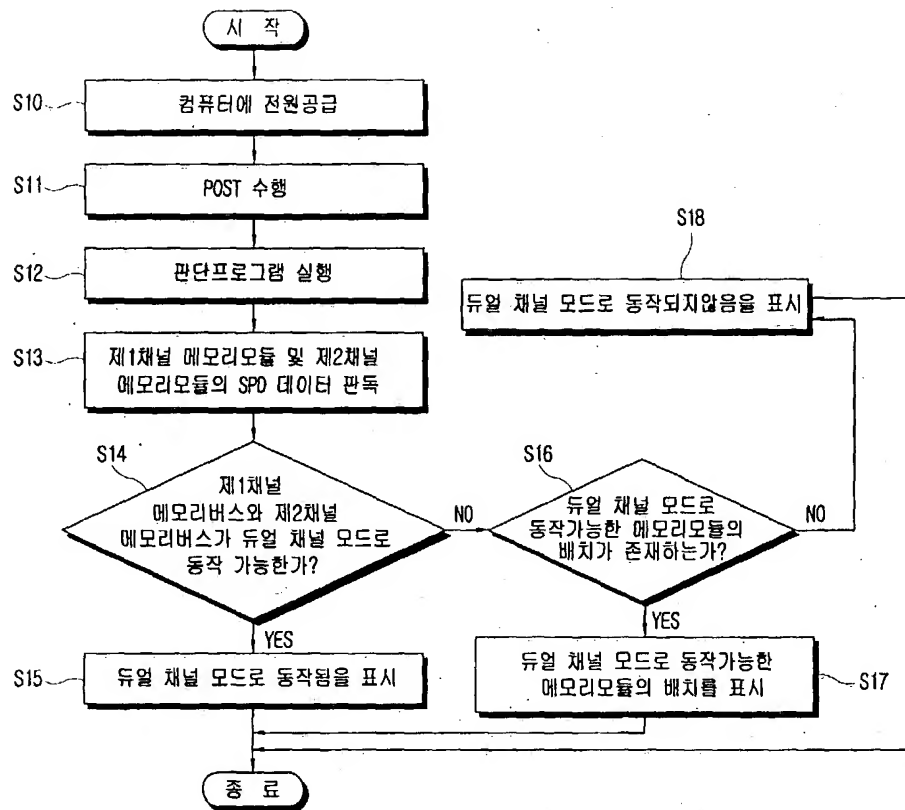 시 작
S10
컴퓨터에 전원공급
S11
POST 수행
S12
판단프로그램 실행
S13
제1채널 메모리모듈 및 제2채널
메모리모듈의 SPD 데이터 판독
S14
제1채널
메모리버스와 제2채널
메모리버스가 듀얼 채널 모드로
동작 가능한가?
NO
YES
S15
듀얼 채널 모드로 동작됨을 표시
S16
듀얼 채널 모드로
동작가능한 메모리모듈의
배치가 존재하는가?
NO
YES
S17
듀얼 채널 모드로 동작가능한
메모리모듈의 배치를 표시
S18
듀얼 채널 모드로 동작되지않음을 표시
종 료